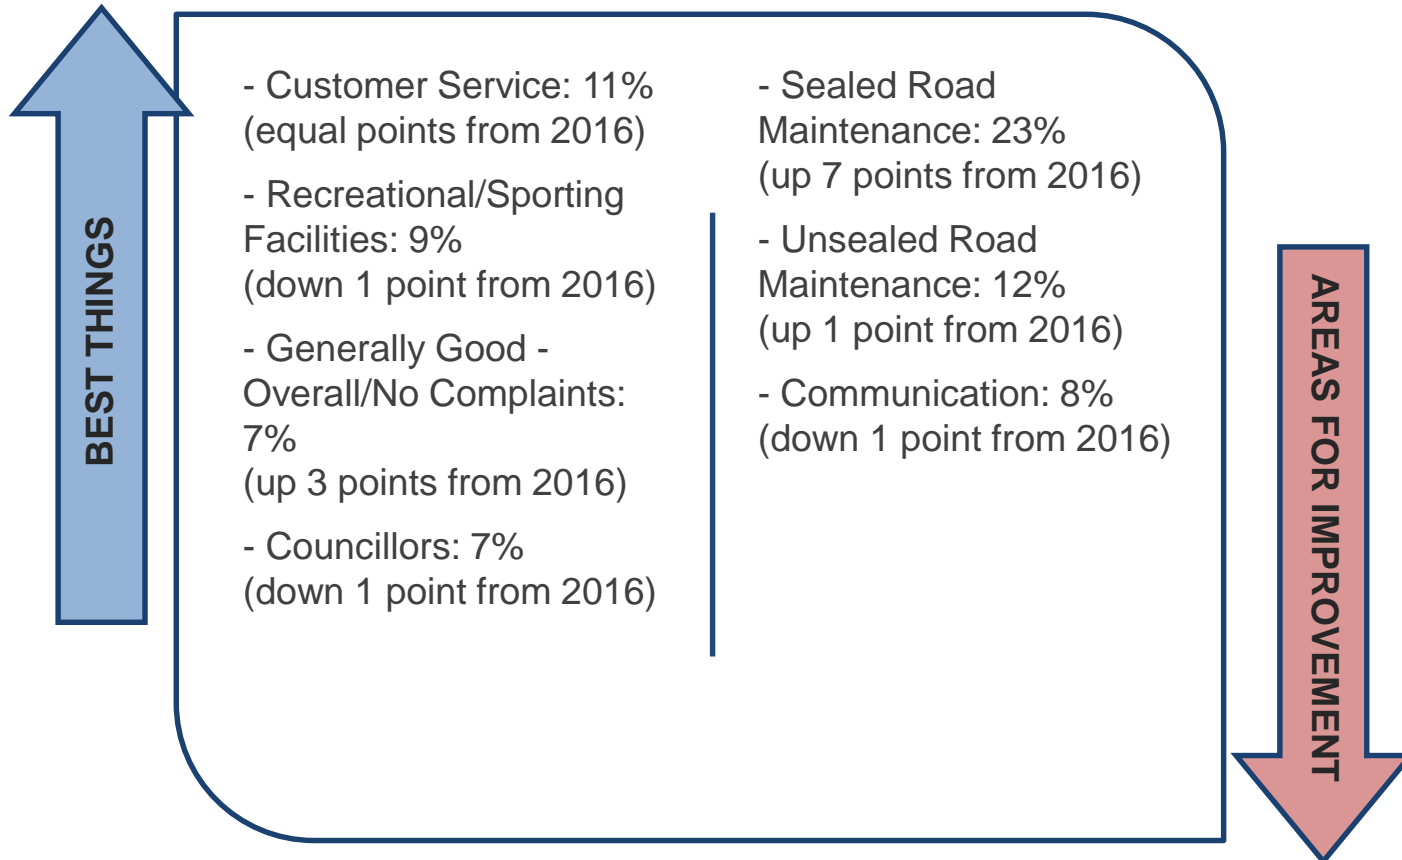 BEST THINGS
- Customer Service: 11%
(equal points from 2016)
- Recreational/Sporting
Facilities: 9%
(down 1 point from 2016)
- Generally Good -
Overall/No Complaints:
7%
(up 3 points from 2016)
- Councillors: 7%
(down 1 point from 2016)
- Sealed Road
Maintenance: 23%
(up 7 points from 2016)
- Unsealed Road
Maintenance: 12%
(up 1 point from 2016)
- Communication: 8%
(down 1 point from 2016)
AREAS FOR IMPROVEMENT